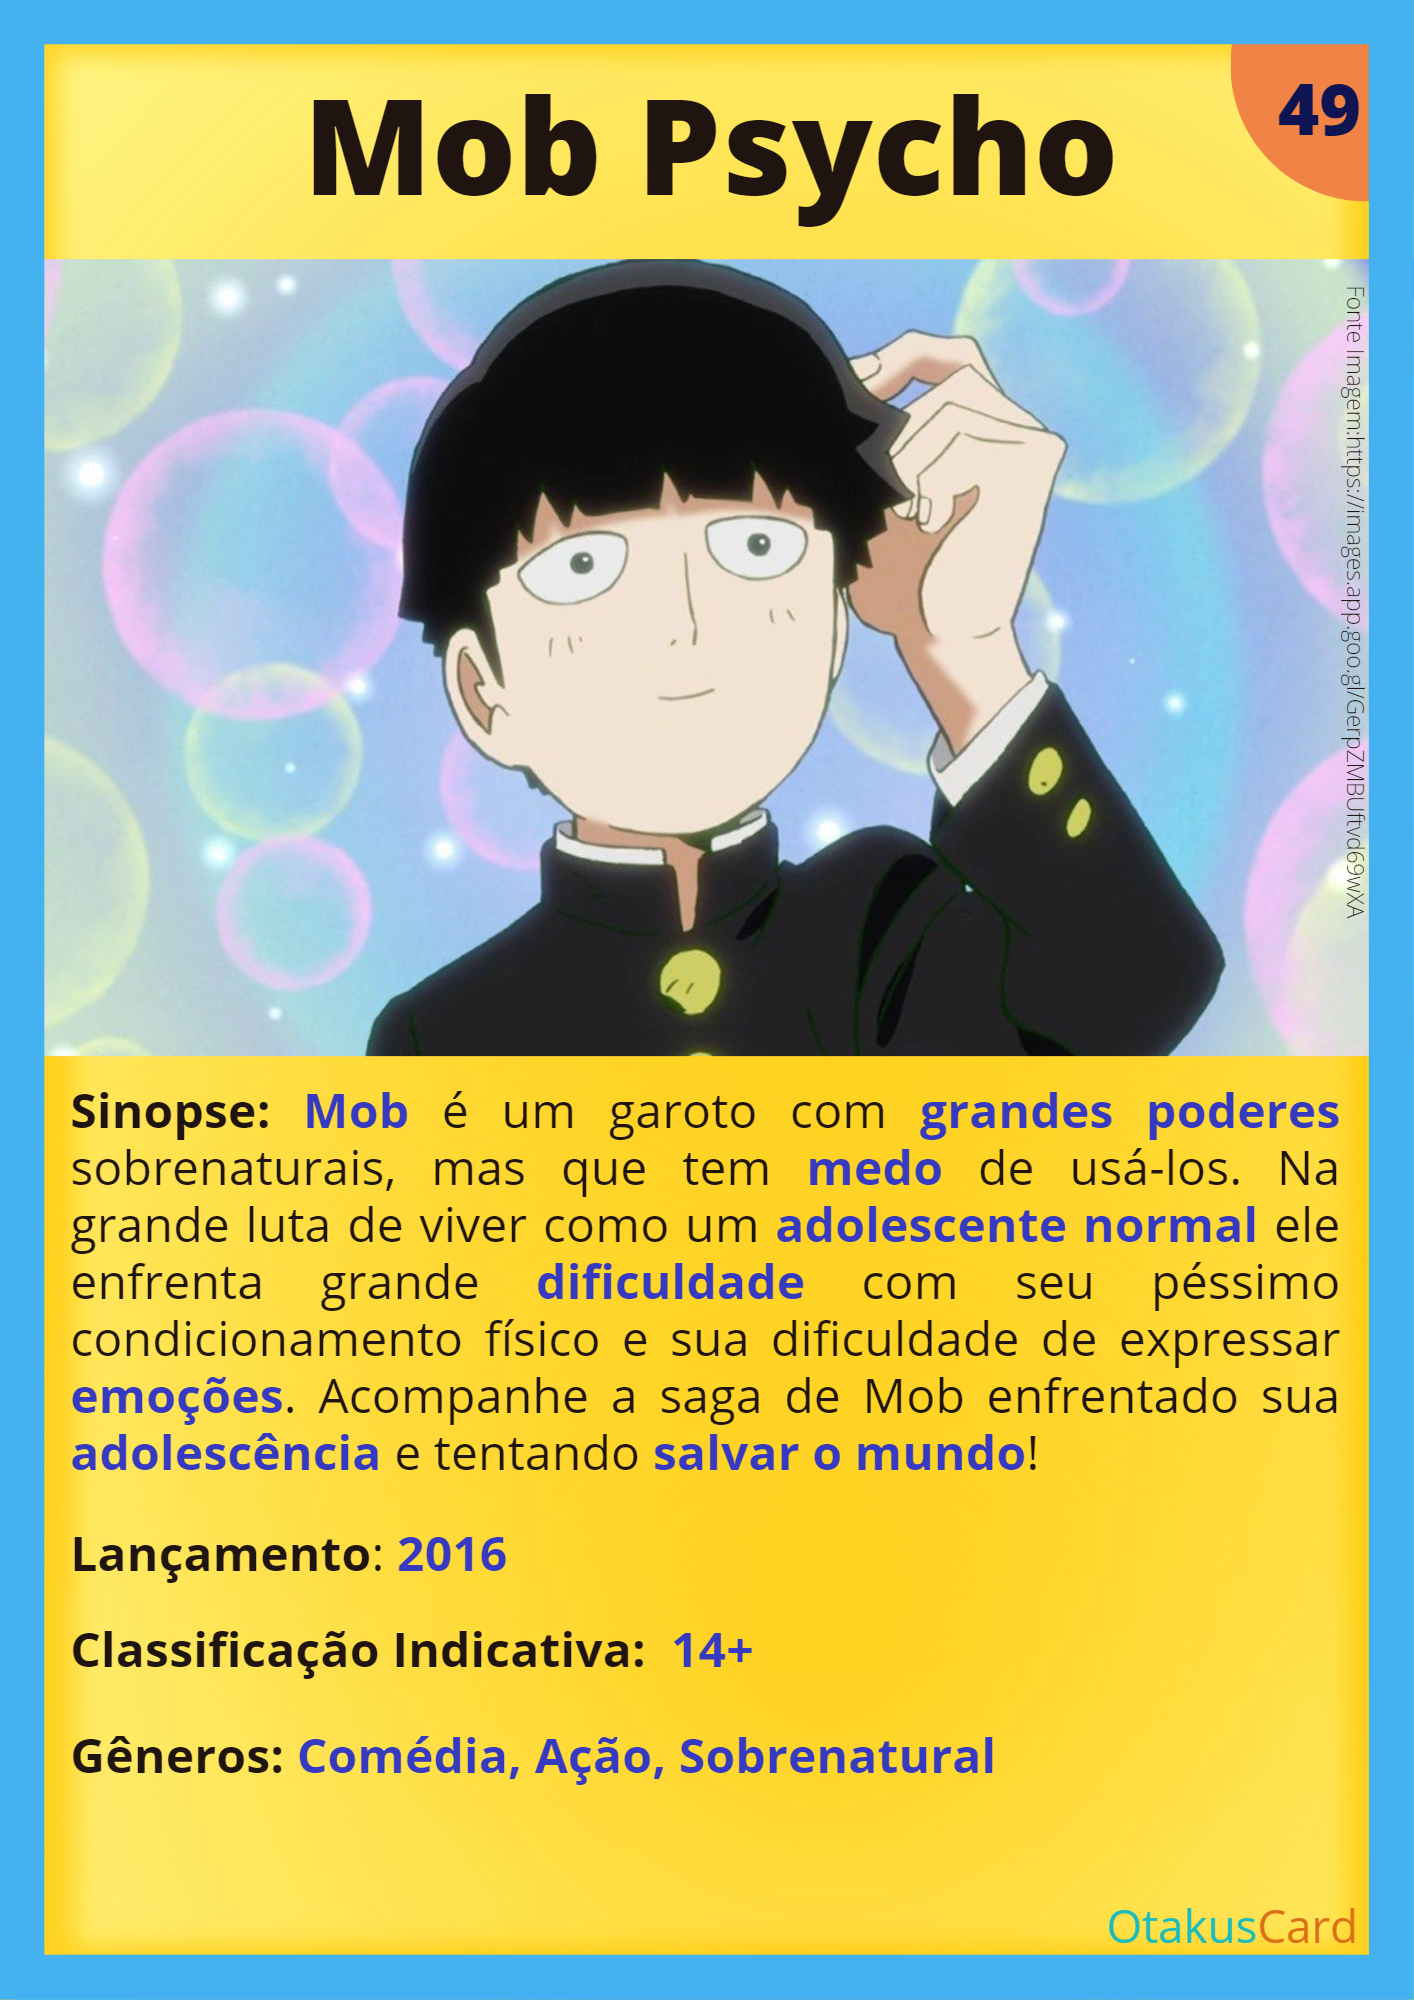 Mob Psycho
49
Fonte Imagem:https://images.app.goo.gl/GerpZMBUftvd69wXA
Sinopse: Mob é um garoto com grandes poderes
sobrenaturais, mas que tem medo de usá-los. Na
grande luta de viver como um adolescente normal ele
enfrenta grande dificuldade com seu péssimo
condicionamento físico e sua dificuldade de expressar
emoções. Acompanhe a saga de Mob enfrentado sua
adolescência e tentando salvar o mundo!
Lançamento: 2016
Classificação Indicativa: 14+
Gêneros: Comédia, Ação, Sobrenatural
OtakusCard